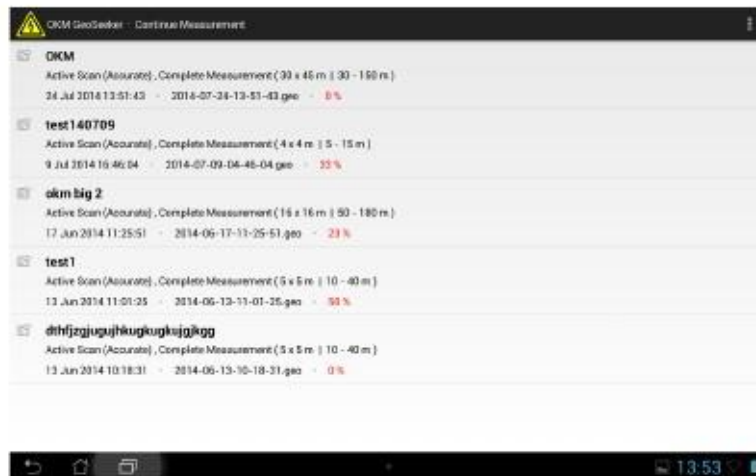 OKM GeoSeeker - Continue Measurement
OKM
Active Scan (Accurate) , Complete Measurement ( 30 x 45 m | 30 - 150 m )
24 Jul 2014 13:51:43 - 2014-07-24-13-51-43.geo - 0 %
test140709
Active Scan (Accurate) , Complete Measurement ( 4 x 4 m | 5 - 15 m )
9 Jul 2014 16:46:04 - 2014-07-09-04-46-04.geo - 33 %
okm big 2
Active Scan (Accurate) , Complete Measurement ( 16 x 16 m | 50 - 180 m )
17 Jun 2014 11:25:51 - 2014-06-17-11-25-51.geo - 23 %
test1
Active Scan (Accurate) , Complete Measurement ( 5 x 5 m | 10 - 40 m )
13 Jun 2014 11:01:25 - 2014-06-13-11-01-25.geo - 50 %
dthfjzgjugujhkugkugkujgjkgg
Active Scan (Accurate) , Complete Measurement ( 5 x 5 m | 10 - 40 m )
13 Jun 2014 10:18:31 - 2014-06-13-10-18-31.geo - 0 %
13:53